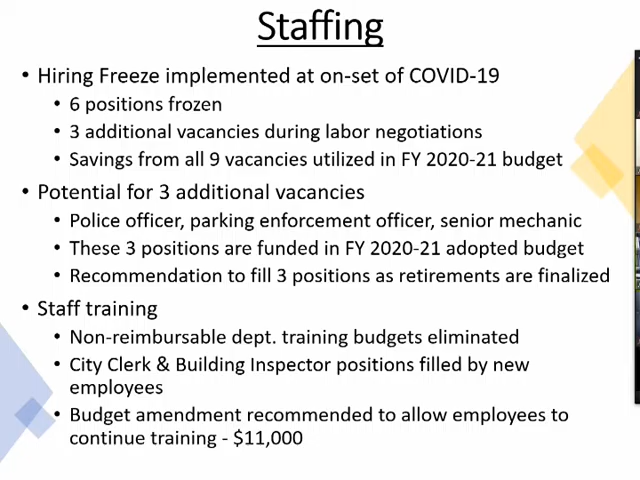 Staffing
• Hiring Freeze implemented at on-set of COVID-19
• 6 positions frozen
• 3 additional vacancies during labor negotiations
• Savings from all 9 vacancies utilized in FY 2020-21 budget
• Potential for 3 additional vacancies
• Police officer, parking enforcement officer, senior mechanic
• These 3 positions are funded in FY 2020-21 adopted budget
• Recommendation to fill 3 positions as retirements are finalized
• Staff training
• Non-reimbursable dept. training budgets eliminated
• City Clerk & Building Inspector positions filled by new
employees
• Budget amendment recommended to allow employees to
continue training - $11,000